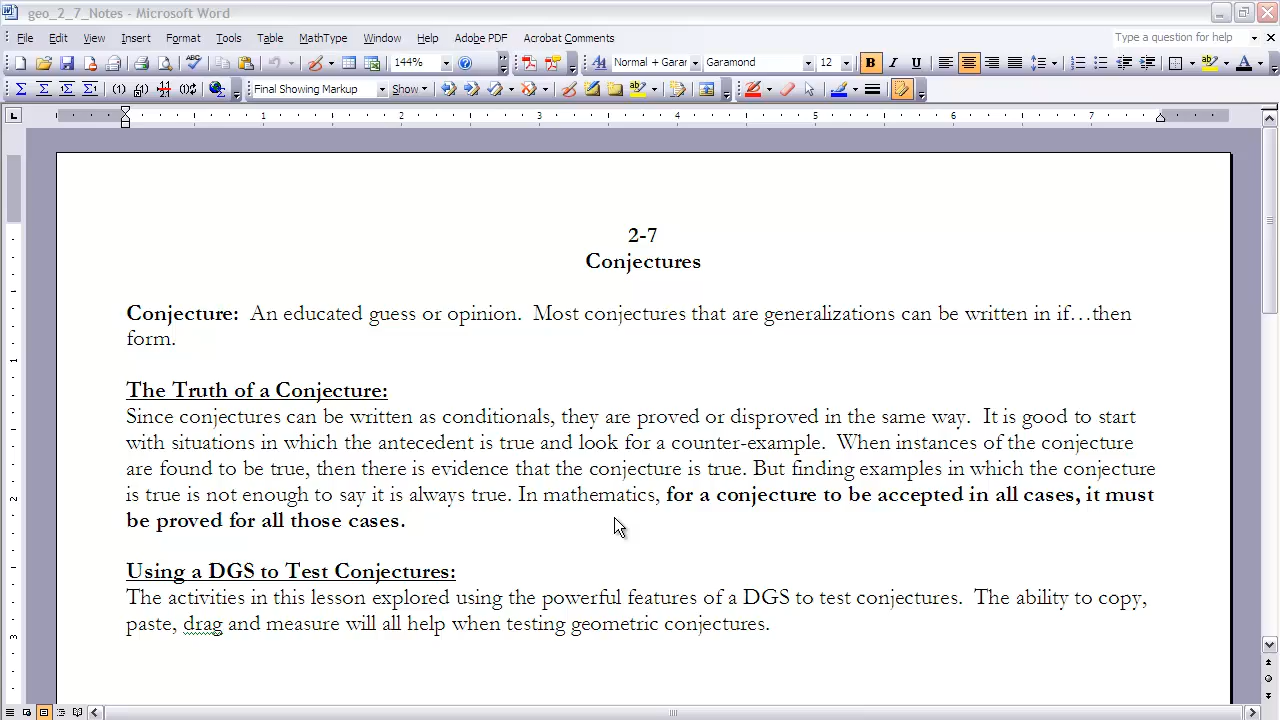 geo_2_7_Notes - Microsoft Word
File Edit View Insert Format Tools Table MathType Window Help Adobe PDF Acrobat Comments Type a question for help
144% Normal + Garar Garamond 12 B I U
Final Showing Markup Show
1 2 3 4 5 6 7
2-7
Conjectures
Conjecture: An educated guess or opinion. Most conjectures that are generalizations can be written in if…then
form.
The Truth of a Conjecture:
Since conjectures can be written as conditionals, they are proved or disproved in the same way. It is good to start
with situations in which the antecedent is true and look for a counter-example. When instances of the conjecture
are found to be true, then there is evidence that the conjecture is true. But finding examples in which the conjecture
is true is not enough to say it is always true. In mathematics, for a conjecture to be accepted in all cases, it must
be proved for all those cases.
Using a DGS to Test Conjectures:
The activities in this lesson explored using the powerful features of a DGS to test conjectures. The ability to copy,
paste, drag and measure will all help when testing geometric conjectures.